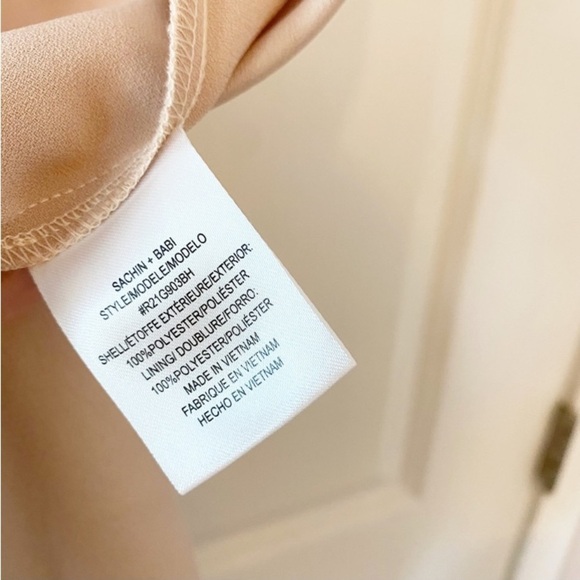 SACHIN + BABI
STYLE/MODELE/MODELO
#R21G903BH
SHELL/ÉTOFFE EXTÉRIEURE/EXTERIOR:
100%POLYESTER/POLIÉSTER
LINING/ DOUBLURE/FORRO:
100%POLYESTER/POLIÉSTER
MADE IN VIETNAM
FABRIQUE EN VIETNAM
HECHO EN VIETNAM